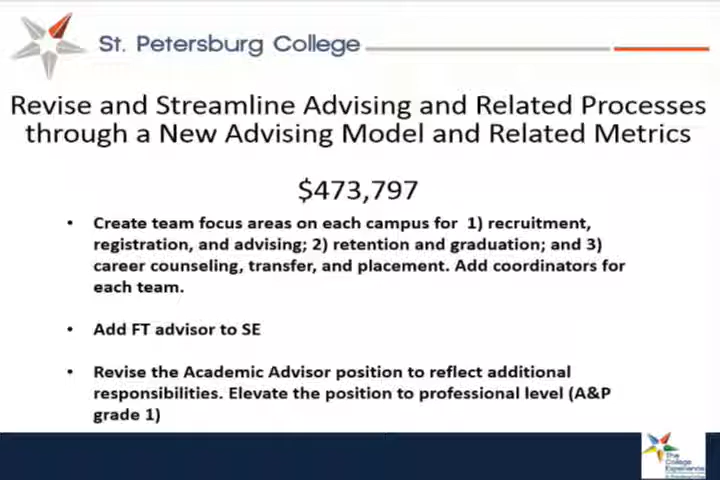 St. Petersburg College
Revise and Streamline Advising and Related Processes
through a New Advising Model and Related Metrics
$473,797
• Create team focus areas on each campus for 1) recruitment,
registration, and advising; 2) retention and graduation; and 3)
career counseling, transfer, and placement. Add coordinators for
each team.
• Add FT advisor to SE
• Revise the Academic Advisor position to reflect additional
responsibilities. Elevate the position to professional level (A&P
grade 1)
The
College
Experience